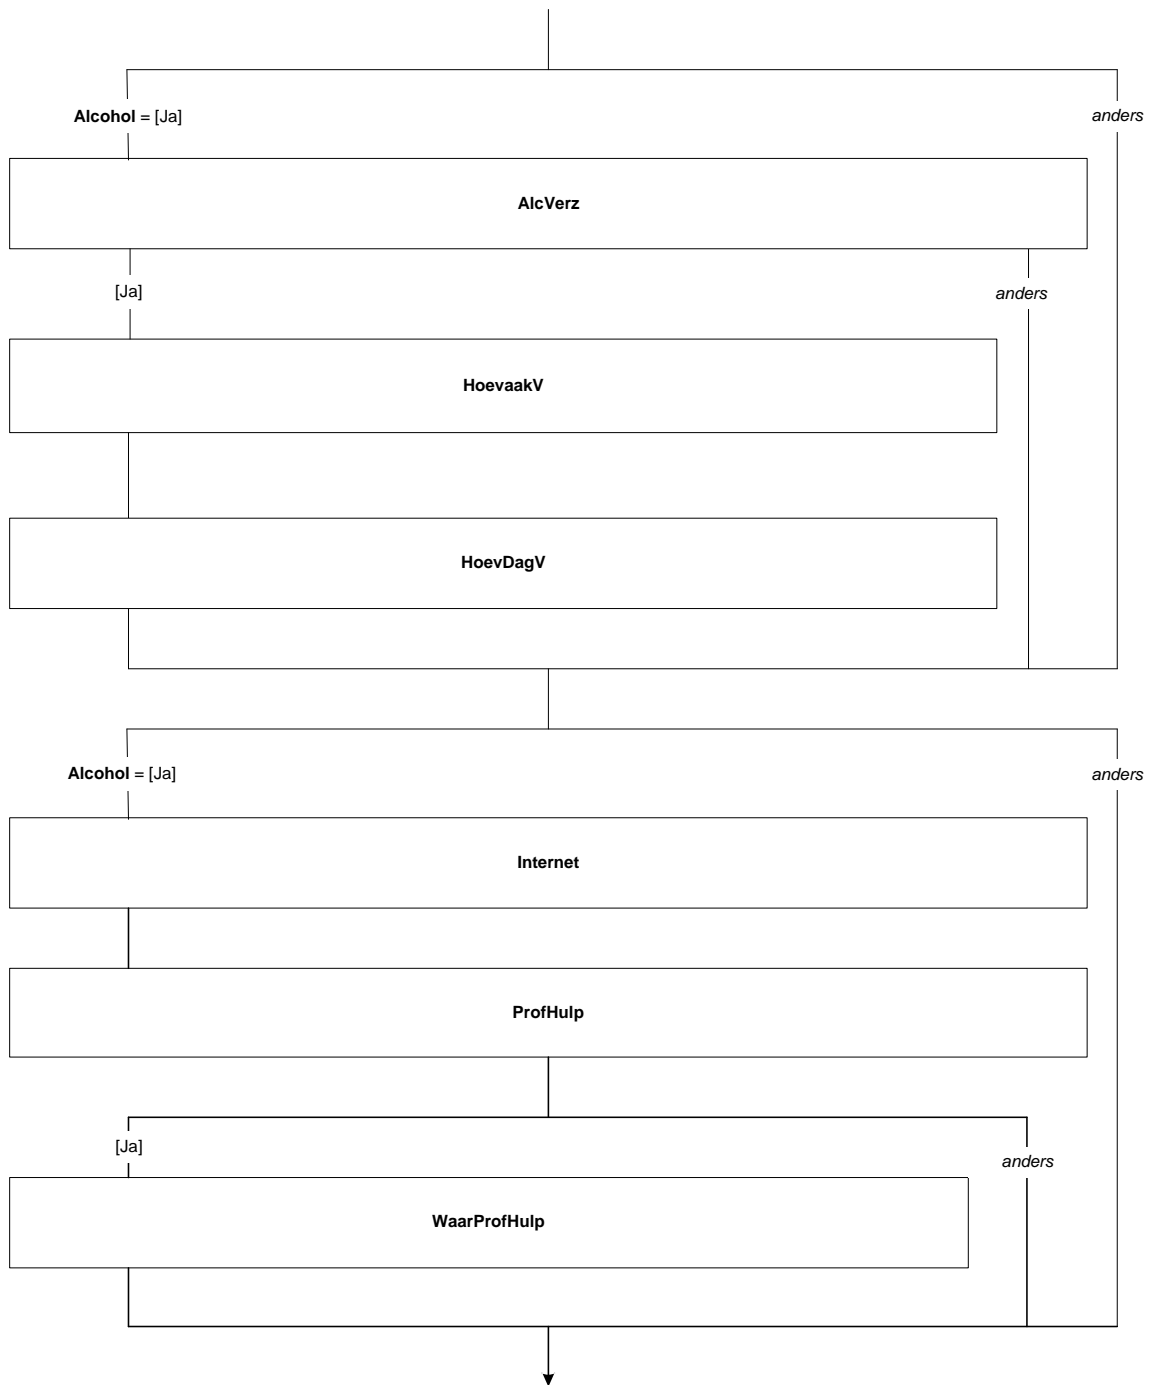 Alcohol = [Ja]
anders
AlcVerz
[Ja]
anders
HoevaakV
HoevDagV
Alcohol = [Ja]
anders
Internet
ProfHulp
[Ja]
anders
WaarProfHulp